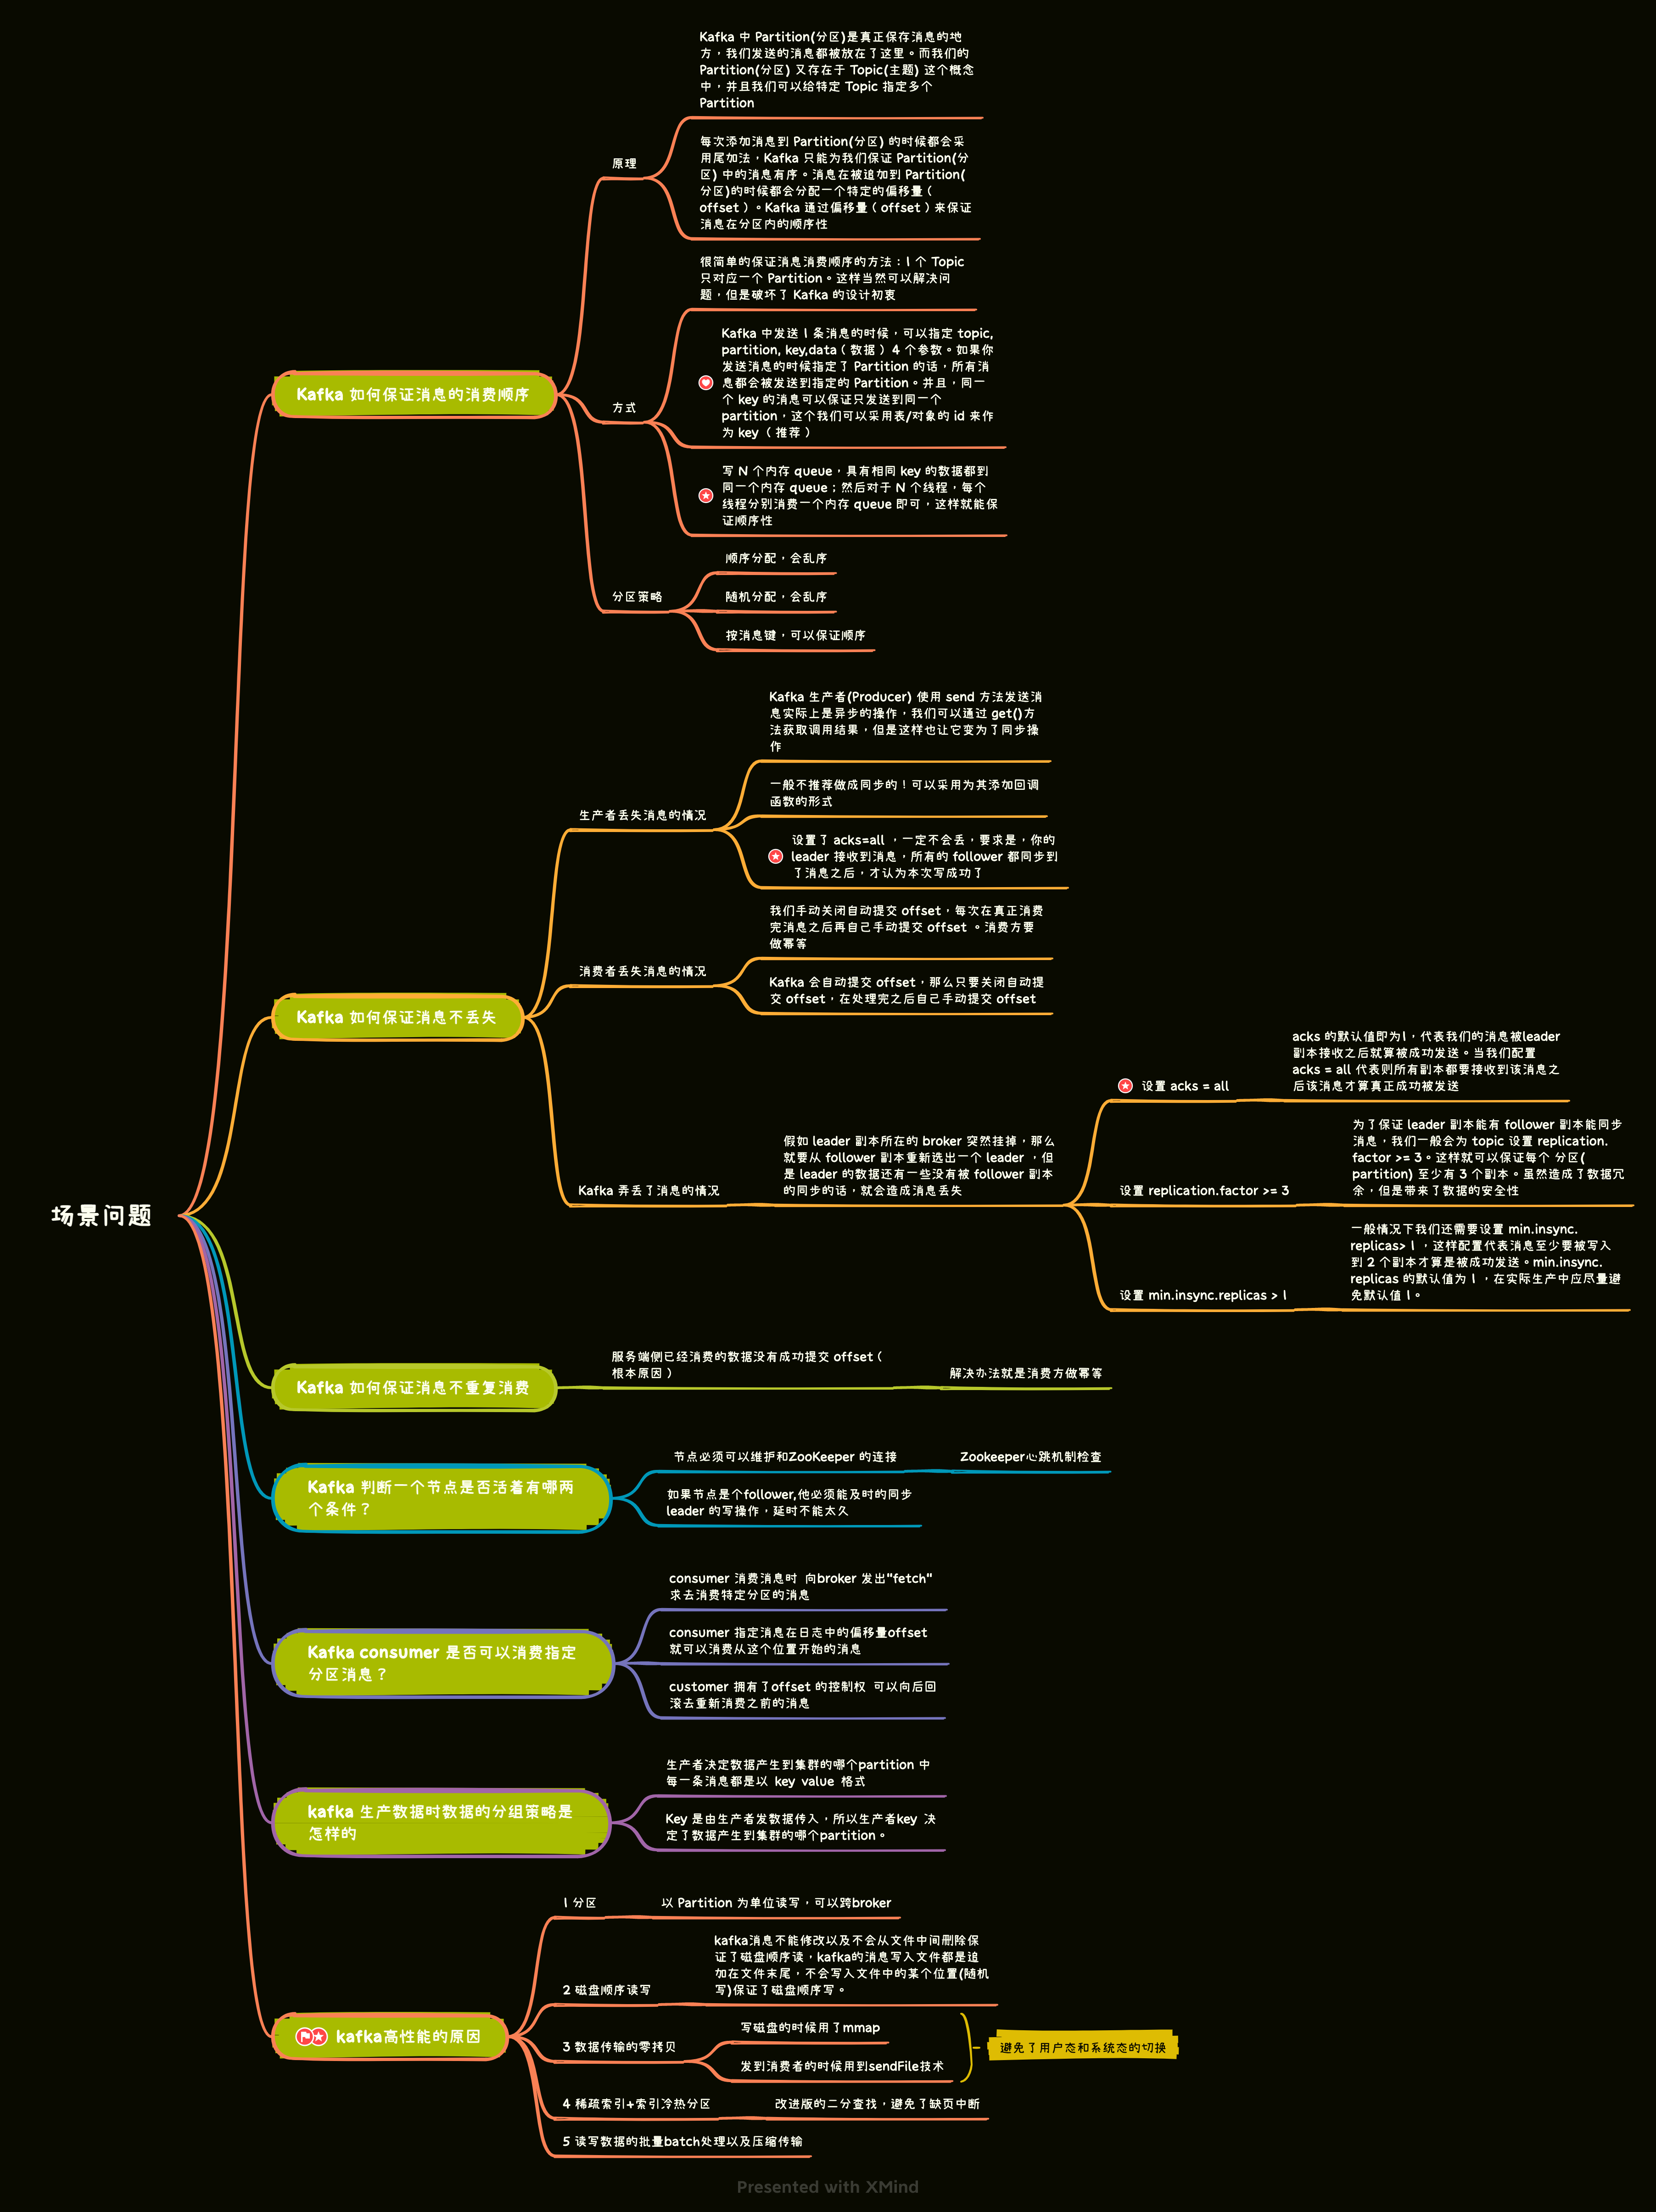 场景问题
Kafka 如何保证消息的消费顺序
原理
Kafka 中 Partition(分区)是真正保存消息的地
方，我们发送的消息都被放在了这里。而我们的
Partition(分区) 又存在于 Topic(主题) 这个概念
中，并且我们可以给特定 Topic 指定多个
Partition
每次添加消息到 Partition(分区) 的时候都会采
用尾加法，Kafka 只能为我们保证 Partition(分
区) 中的消息有序。消息在被追加到 Partition(
分区)的时候都会分配一个特定的偏移量（
offset）。Kafka 通过偏移量（offset）来保证
消息在分区内的顺序性
方式
很简单的保证消息消费顺序的方法：1 个 Topic
只对应一个 Partition。这样当然可以解决问
题，但是破坏了 Kafka 的设计初衷
Kafka 中发送 1 条消息的时候，可以指定 topic,
partition, key,data（数据）4 个参数。如果你
发送消息的时候指定了 Partition 的话，所有消
息都会被发送到指定的 Partition。并且，同一
个 key 的消息可以保证只发送到同一个
partition，这个我们可以采用表/对象的 id 来作
为 key（推荐）
写 N 个内存 queue，具有相同 key 的数据都到
同一个内存 queue；然后对于 N 个线程，每个
线程分别消费一个内存 queue 即可，这样就能保
证顺序性
分区策略
顺序分配，会乱序
随机分配，会乱序
按消息键，可以保证顺序
Kafka 如何保证消息不丢失
生产者丢失消息的情况
Kafka 生产者(Producer) 使用 send 方法发送消
息实际上是异步的操作，我们可以通过 get()方
法获取调用结果，但是这样也让它变为了同步操
作
一般不推荐做成同步的！可以采用为其添加回调
函数的形式
设置了 acks=all ，一定不会丢，要求是，你的
leader 接收到消息，所有的 follower 都同步到
了消息之后，才认为本次写成功了
消费者丢失消息的情况
我们手动关闭自动提交 offset，每次在真正消费
完消息之后再自己手动提交 offset 。消费方要
做幂等
Kafka 会自动提交 offset，那么只要关闭自动提
交 offset，在处理完之后自己手动提交 offset
Kafka 弄丢了消息的情况
假如 leader 副本所在的 broker 突然挂掉，那么
就要从 follower 副本重新选出一个 leader ，但
是 leader 的数据还有一些没有被 follower 副本
的同步的话，就会造成消息丢失
设置 acks = all
acks 的默认值即为1，代表我们的消息被leader
副本接收之后就算被成功发送。当我们配置
acks = all 代表则所有副本都要接收到该消息之
后该消息才算真正成功被发送
设置 replication.factor >= 3
为了保证 leader 副本能有 follower 副本能同步
消息，我们一般会为 topic 设置 replication.
factor >= 3。这样就可以保证每个 分区(
partition) 至少有 3 个副本。虽然造成了数据冗
余，但是带来了数据的安全性
设置 min.insync.replicas > 1
一般情况下我们还需要设置 min.insync.
replicas> 1 ，这样配置代表消息至少要被写入
到 2 个副本才算是被成功发送。min.insync.
replicas 的默认值为 1 ，在实际生产中应尽量避
免默认值 1。
Kafka 如何保证消息不重复消费
服务端侧已经消费的数据没有成功提交 offset（
根本原因）
解决办法就是消费方做幂等
Kafka 判断一个节点是否活着有哪两
个条件？
节点必须可以维护和ZooKeeper 的连接
Zookeeper心跳机制检查
如果节点是个follower,他必须能及时的同步
leader 的写操作，延时不能太久
Kafka consumer 是否可以消费指定
分区消息？
consumer 消费消息时 向broker 发出"fetch"
求去消费特定分区的消息
consumer 指定消息在日志中的偏移量offset
就可以消费从这个位置开始的消息
customer 拥有了offset 的控制权 可以向后回
滚去重新消费之前的消息
kafka 生产数据时数据的分组策略是
怎样的
生产者决定数据产生到集群的哪个partition 中
每一条消息都是以 key value 格式
Key 是由生产者发数据传入，所以生产者key 决
定了数据产生到集群的哪个partition。
kafka高性能的原因
1 分区
以 Partition 为单位读写，可以跨broker
2 磁盘顺序读写
kafka消息不能修改以及不会从文件中间删除保
证了磁盘顺序读，kafka的消息写入文件都是追
加在文件末尾，不会写入文件中的某个位置(随机
写)保证了磁盘顺序写。
3 数据传输的零拷贝
写磁盘的时候用了mmap
发到消费者的时候用到sendFile技术
避免了用户态和系统态的切换
4 稀疏索引+索引冷热分区
改进版的二分查找，避免了缺页中断
5 读写数据的批量batch处理以及压缩传输
Presented with XMind